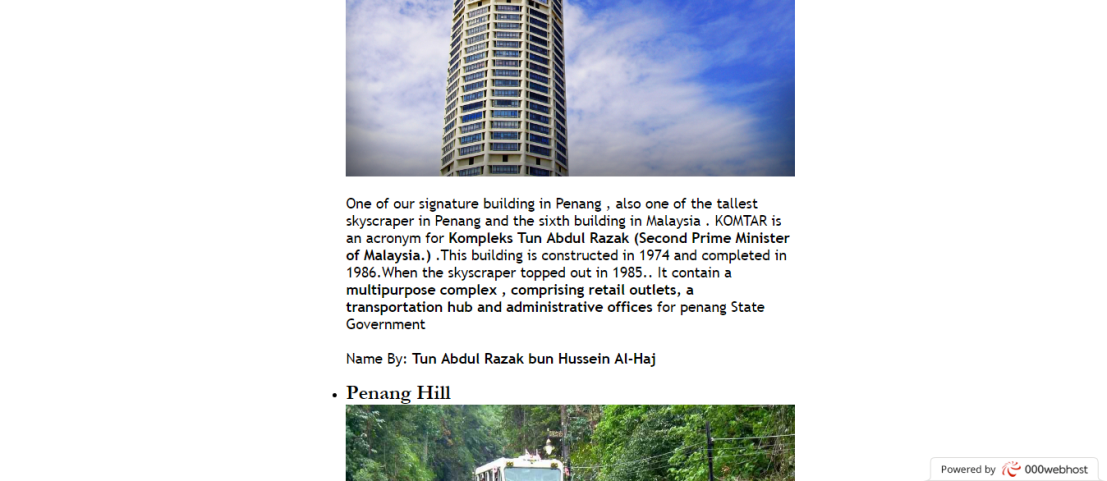 One of our signature building in Penang , also one of the tallest
skyscraper in Penang and the sixth building in Malaysia . KOMTAR is
an acronym for Kompleks Tun Abdul Razak (Second Prime Minister
of Malaysia.) .This building is constructed in 1974 and completed in
1986.When the skyscraper topped out in 1985.. It contain a
multipurpose complex , comprising retail outlets, a
transportation hub and administrative offices for penang State
Government
Name By: Tun Abdul Razak bun Hussein Al-Haj
• Penang Hill
Powered by 000webhost